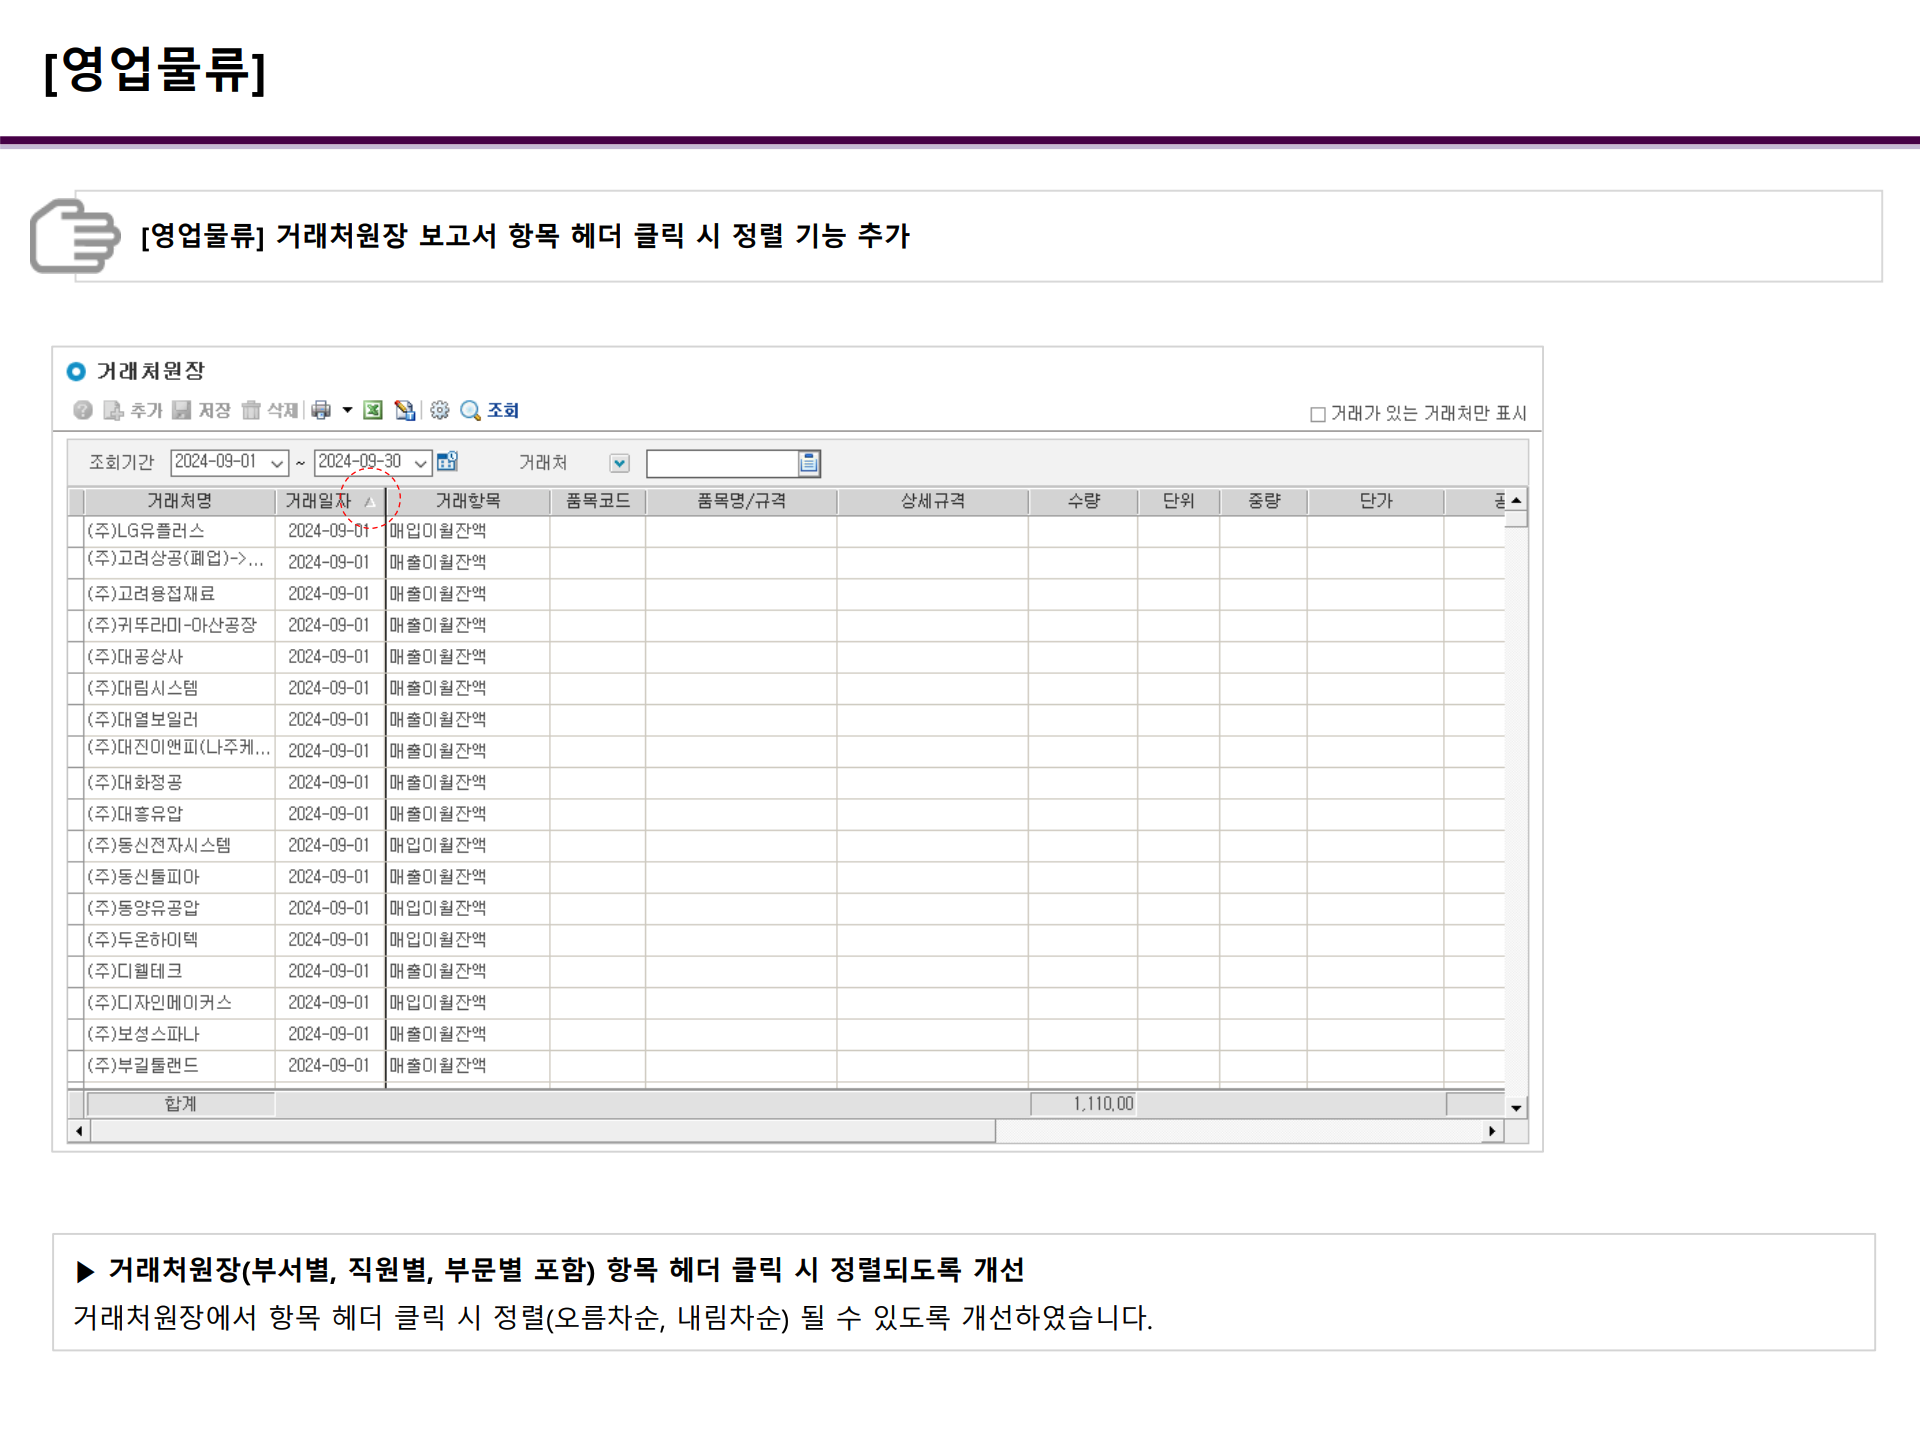 [영업물류]
[영업물류] 거래처원장 보고서 항목 헤더 클릭 시 정렬 기능 추가
거래처원장
추가 저장 삭제 조회
거래가 있는 거래처만 표시
조회기간 2024-09-01 ~ 2024-09-30 거래처
거래처명 거래일자 거래항목 품목코드 품목명/규격 상세규격 수량 단위 중량 단가
(주)LG유플러스 2024-09-01 매입이월잔액
(주)고려상공(폐업)->... 2024-09-01 매출이월잔액
(주)고려용접재료 2024-09-01 매출이월잔액
(주)귀뚜라미-아산공장 2024-09-01 매출이월잔액
(주)대공상사 2024-09-01 매출이월잔액
(주)대림시스템 2024-09-01 매출이월잔액
(주)대열보일러 2024-09-01 매출이월잔액
(주)대진이앤피(나주케... 2024-09-01 매출이월잔액
(주)대화정공 2024-09-01 매출이월잔액
(주)대흥유압 2024-09-01 매출이월잔액
(주)동신전자시스템 2024-09-01 매입이월잔액
(주)동신툴피아 2024-09-01 매출이월잔액
(주)동양유공압 2024-09-01 매입이월잔액
(주)두온하이텍 2024-09-01 매입이월잔액
(주)디웰테크 2024-09-01 매출이월잔액
(주)디자인메이커스 2024-09-01 매입이월잔액
(주)보성스파나 2024-09-01 매출이월잔액
(주)부길툴랜드 2024-09-01 매출이월잔액
합계 1,110,00
▶ 거래처원장(부서별, 직원별, 부문별 포함) 항목 헤더 클릭 시 정렬되도록 개선
거래처원장에서 항목 헤더 클릭 시 정렬(오름차순, 내림차순) 될 수 있도록 개선하였습니다.